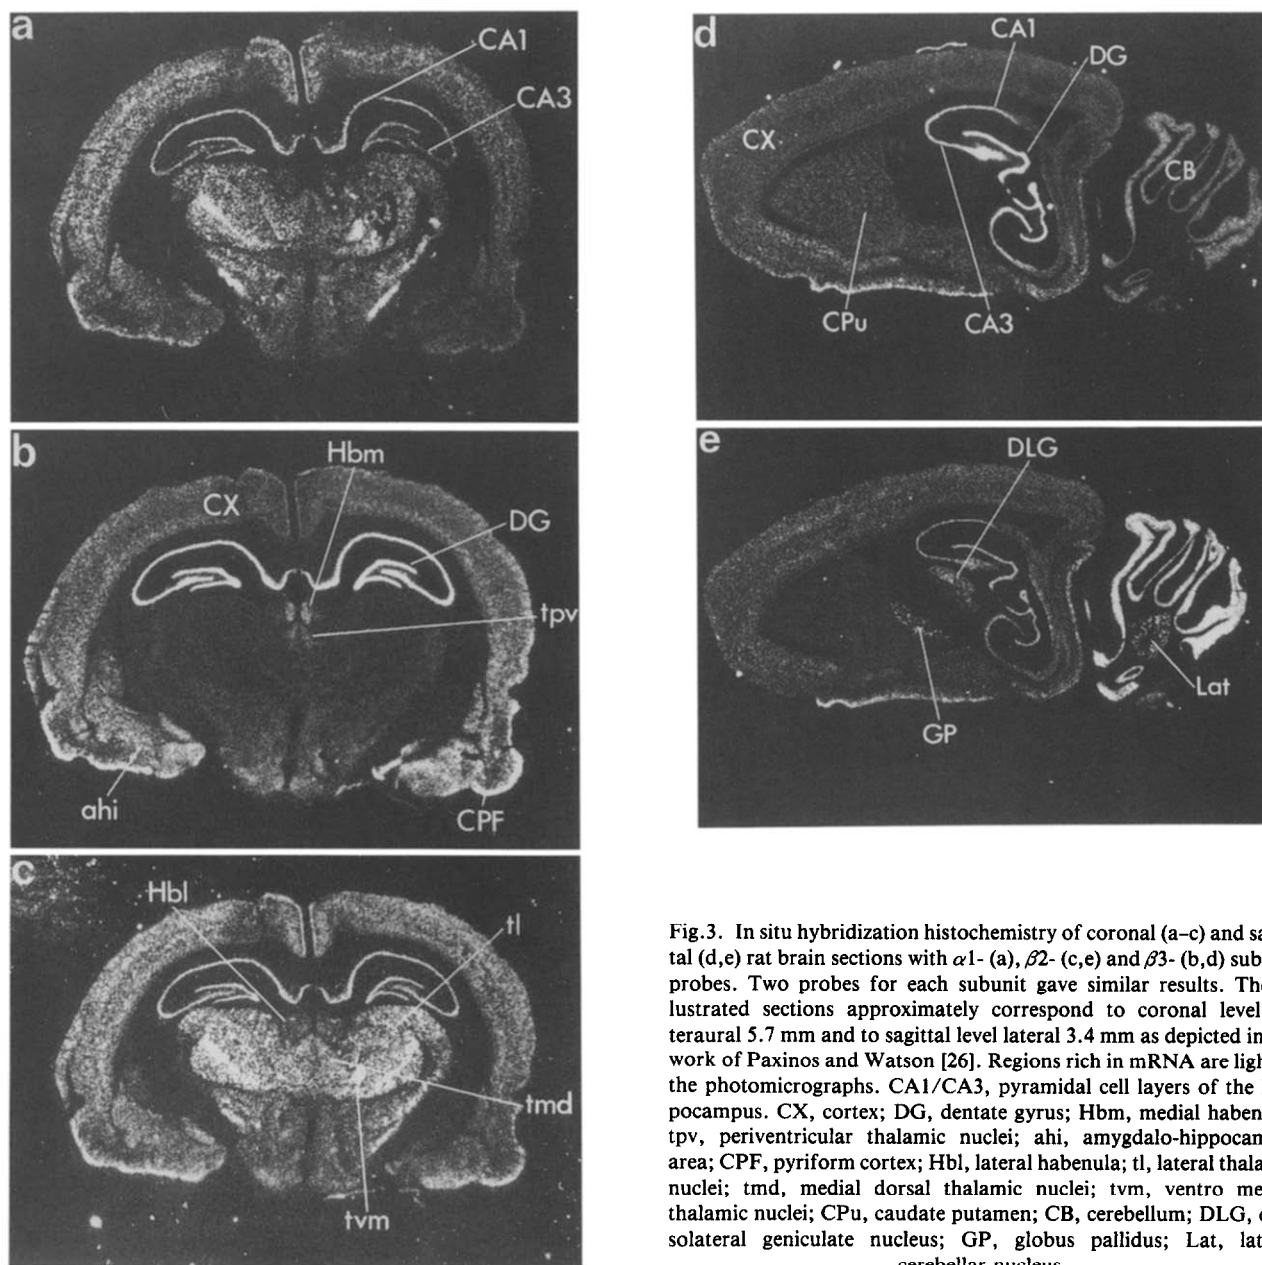 a
CA1
CA3
b
Hbm
CX
DG
tpv
ahi
CPF
c
Hbl
tl
tmd
tvm
d
CA1
DG
CX
CB
CPu
CA3
e
DLG
Lat
GP
Fig.3. In situ hybridization histochemistry of coronal (a–c) and sa
tal (d,e) rat brain sections with α1- (a), β2- (c,e) and β3- (b,d) sub
probes. Two probes for each subunit gave similar results. The
lustrated sections approximately correspond to coronal level
teraural 5.7 mm and to sagittal level lateral 3.4 mm as depicted in
work of Paxinos and Watson [26]. Regions rich in mRNA are ligh
the photomicrographs. CA1/CA3, pyramidal cell layers of the
pocampus. CX, cortex; DG, dentate gyrus; Hbm, medial haben
tpv, periventricular thalamic nuclei; ahi, amygdalo-hippocam
area; CPF, pyriform cortex; Hbl, lateral habenula; tl, lateral thala
nuclei; tmd, medial dorsal thalamic nuclei; tvm, ventro me
thalamic nuclei; CPu, caudate putamen; CB, cerebellum; DLG,
solateral geniculate nucleus; GP, globus pallidus; Lat, lat
cerebellar nucleus